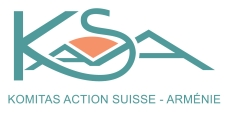 KASA
KOMITAS ACTION SUISSE - ARMÉNIE